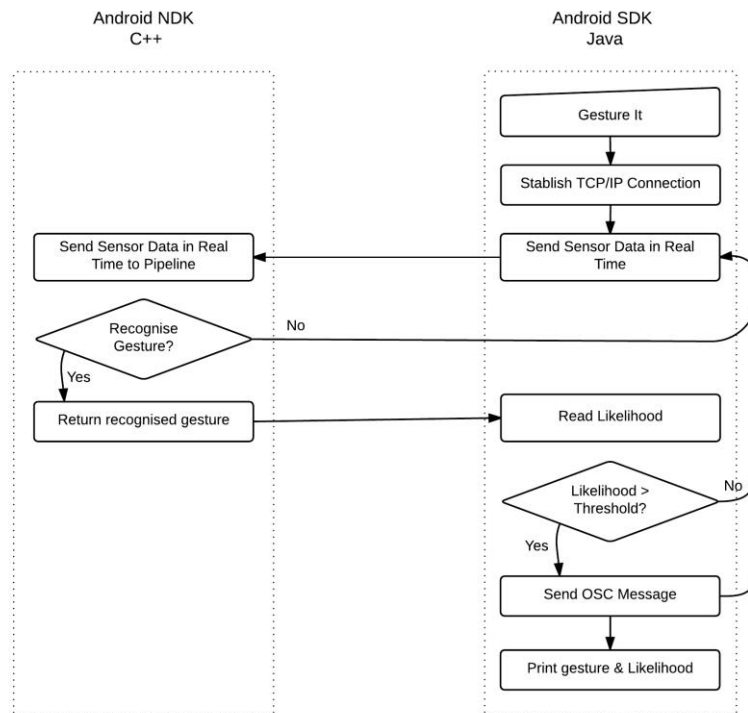 Android NDK
C++
Android SDK
Java
Gesture It
Stablish TCP/IP Connection
Send Sensor Data in Real
Time to Pipeline
Send Sensor Data in Real
Time
Recognise
Gesture?
No
Yes
Return recognised gesture
Read Likelihood
Likelihood >
Threshold?
No
Yes
Send OSC Message
Print gesture & Likelihood